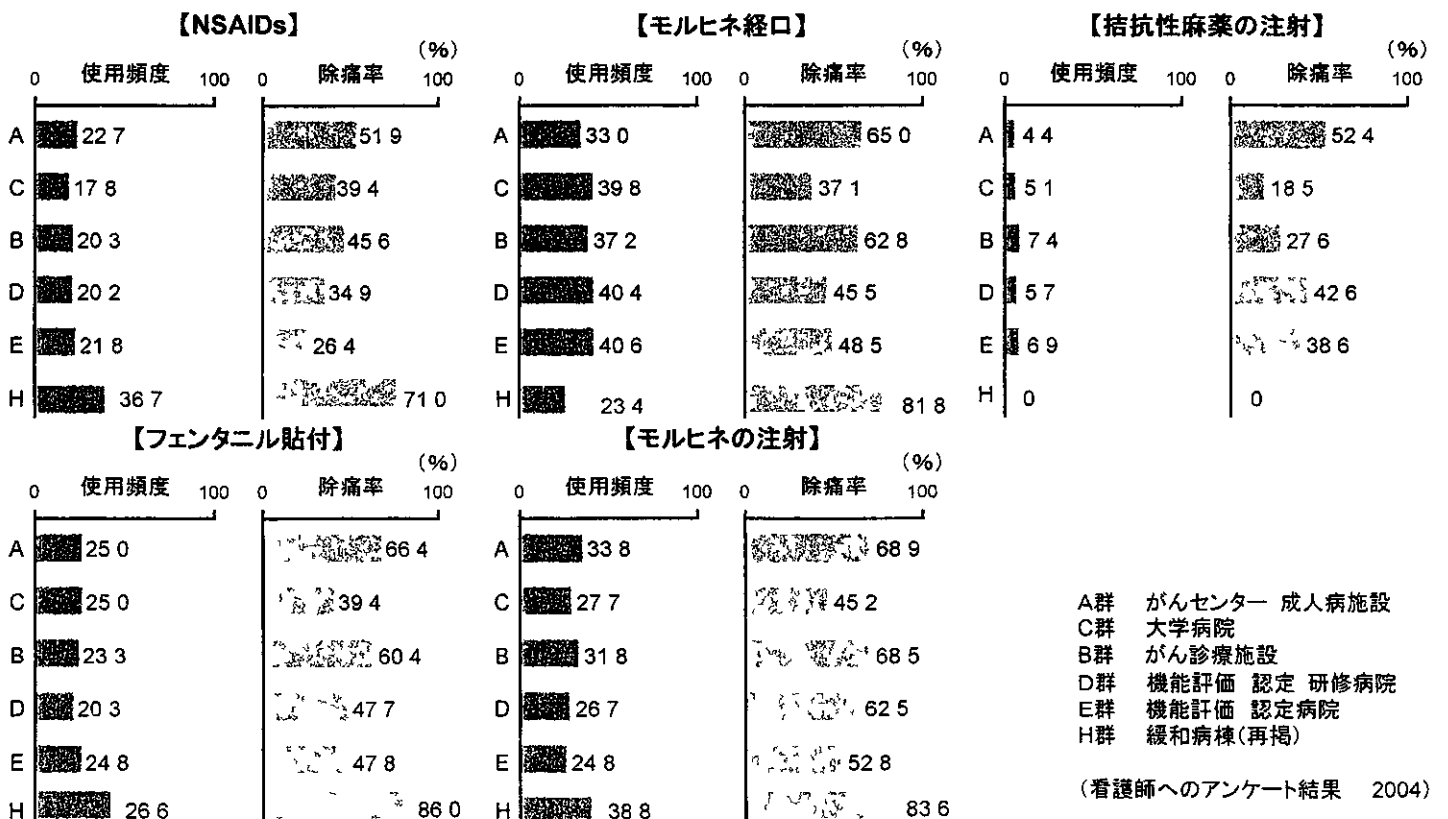 【NSAIDs】
(%)
0 使用頻度 100 0 除痛率 100
A 22 7 51 9
C 17 8 39 4
B 20 3 45 6
D 20 2 34 9
E 21 8 26 4
H 36 7 71 0
【モルヒネ経口】
(%)
0 使用頻度 100 0 除痛率 100
A 33 0 65 0
C 39 8 37 1
B 37 2 62 8
D 40 4 45 5
E 40 6 48 5
H 23 4 81 8
【拮抗性麻薬の注射】
(%)
0 使用頻度 100 0 除痛率 100
A 4 4 52 4
C 5 1 18 5
B 7 4 27 6
D 5 7 42 6
E 6 9 38 6
H 0 0
【フェンタニル貼付】
(%)
0 使用頻度 100 0 除痛率 100
A 25 0 66 4
C 25 0 39 4
B 23 3 60 4
D 20 3 47 7
E 24 8 47 8
H 26 6 86 0
【モルヒネの注射】
(%)
0 使用頻度 100 0 除痛率 100
A 33 8 68 9
C 27 7 45 2
B 31 8 68 5
D 26 7 62 5
E 24 8 52 8
H 38 8 83 6
A群 がんセンター 成人病施設
C群 大学病院
B群 がん診療施設
D群 機能評価 認定 研修病院
E群 機能評価 認定病院
H群 緩和病棟(再掲)
(看護師へのアンケート結果 2004)